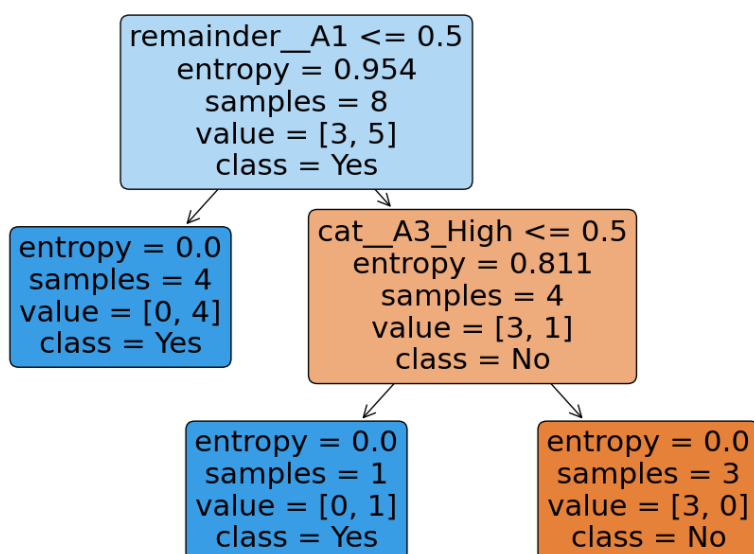 remainder__A1 <= 0.5
entropy = 0.954
samples = 8
value = [3, 5]
class = Yes
entropy = 0.0
samples = 4
value = [0, 4]
class = Yes
cat__A3_High <= 0.5
entropy = 0.811
samples = 4
value = [3, 1]
class = No
entropy = 0.0
samples = 1
value = [0, 1]
class = Yes
entropy = 0.0
samples = 3
value = [3, 0]
class = No